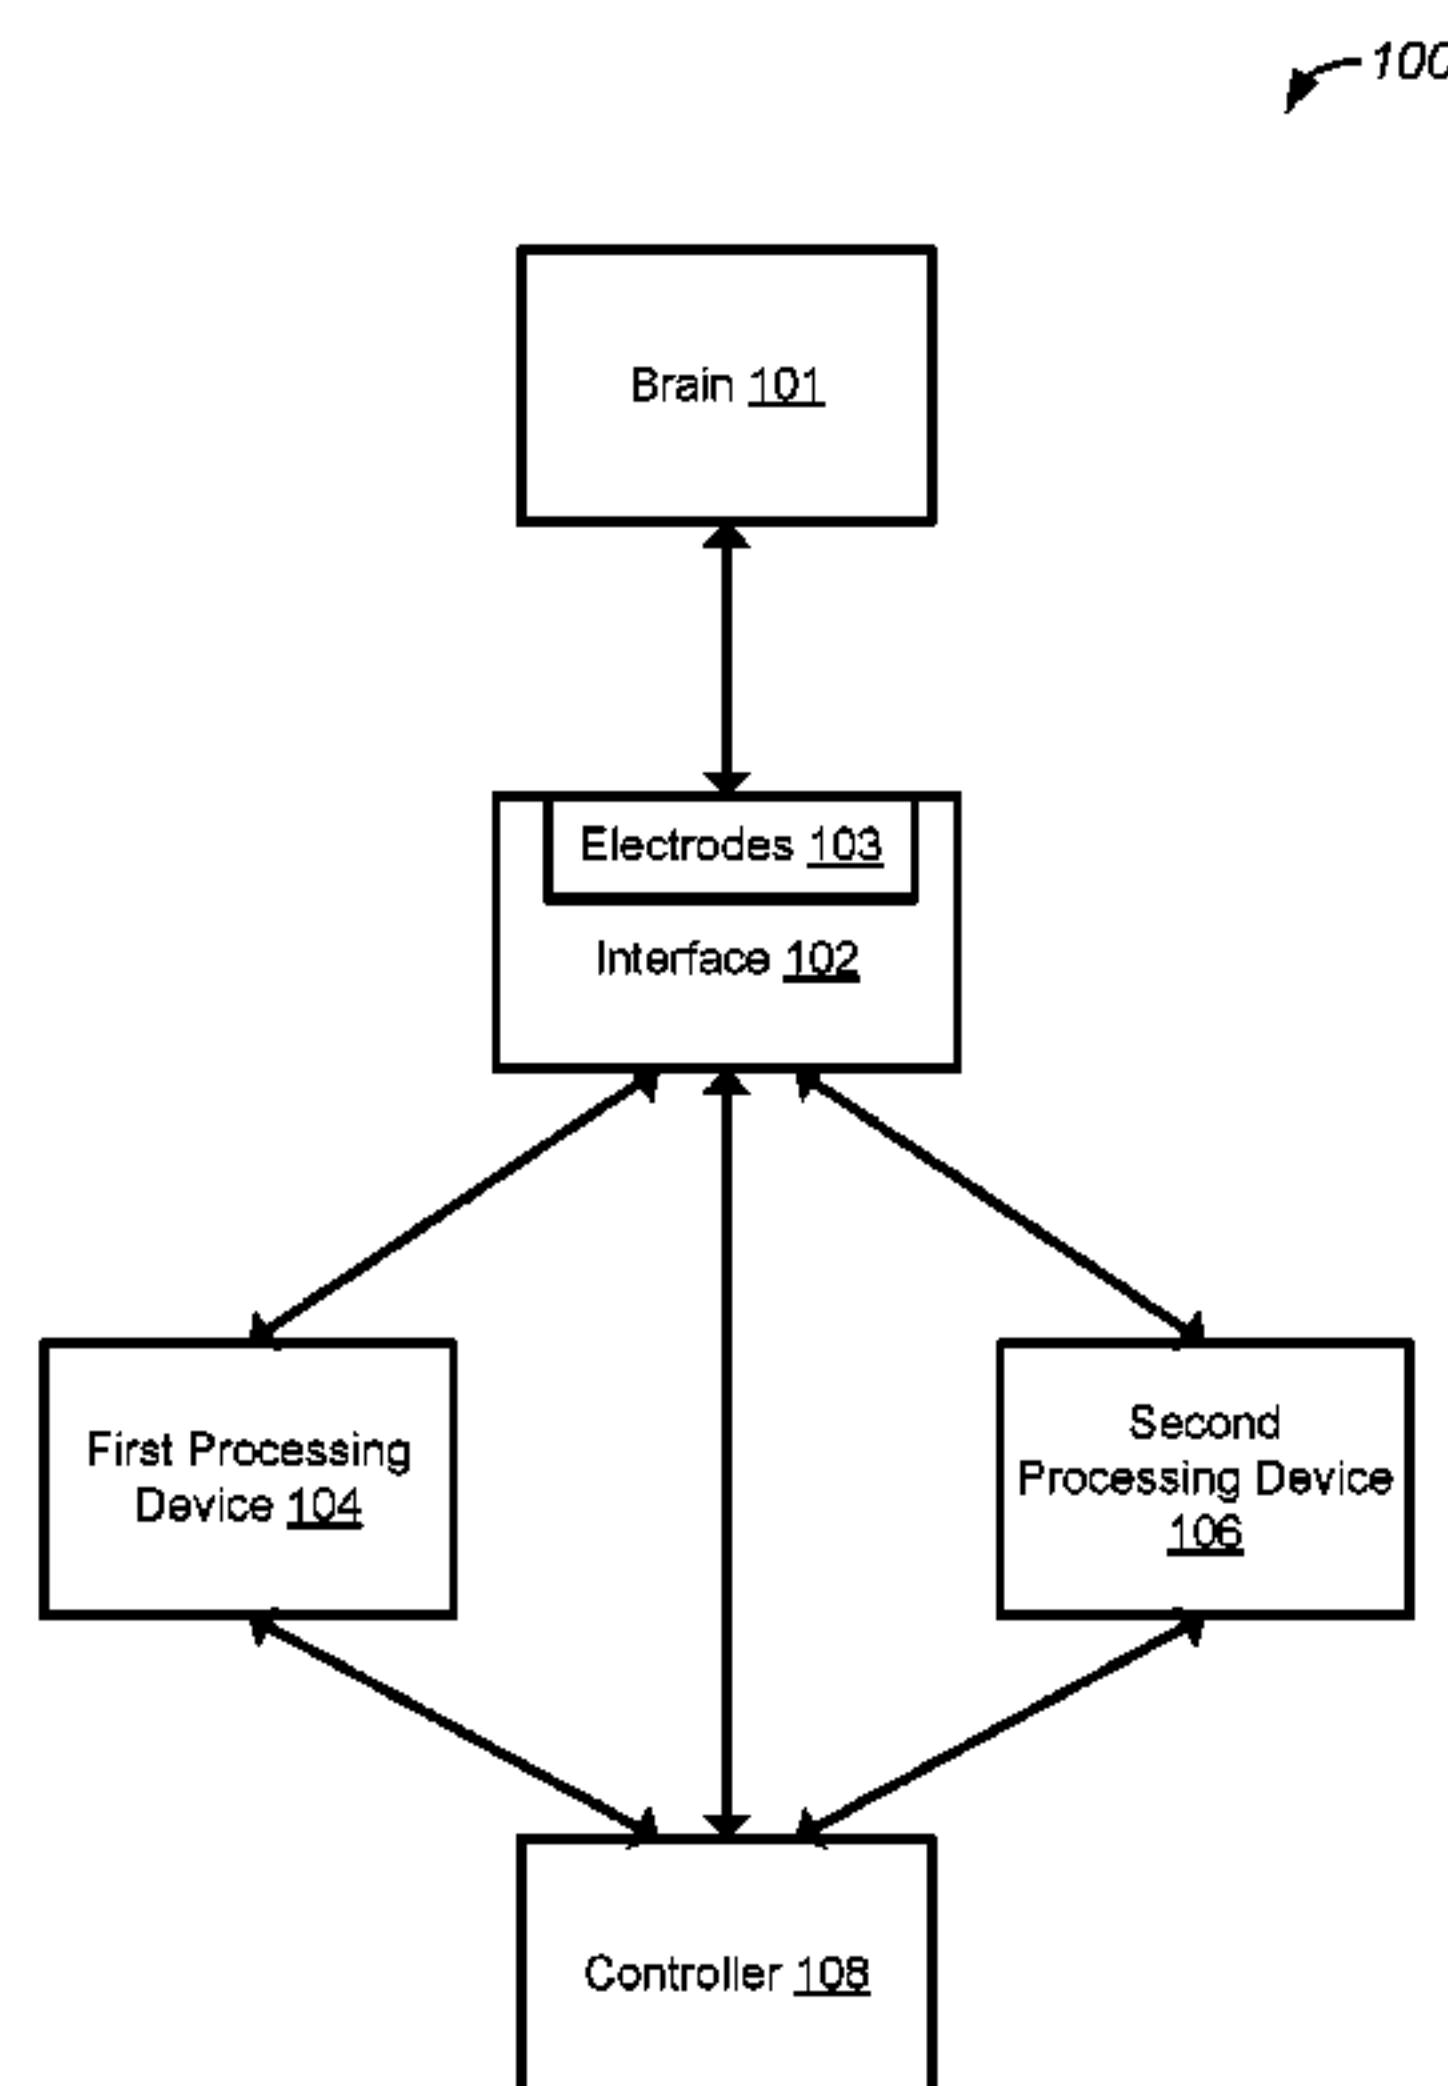 100
Brain 101
Electrodes 103
Interface 102
First Processing
Device 104
Second
Processing Device
106
Controller 108